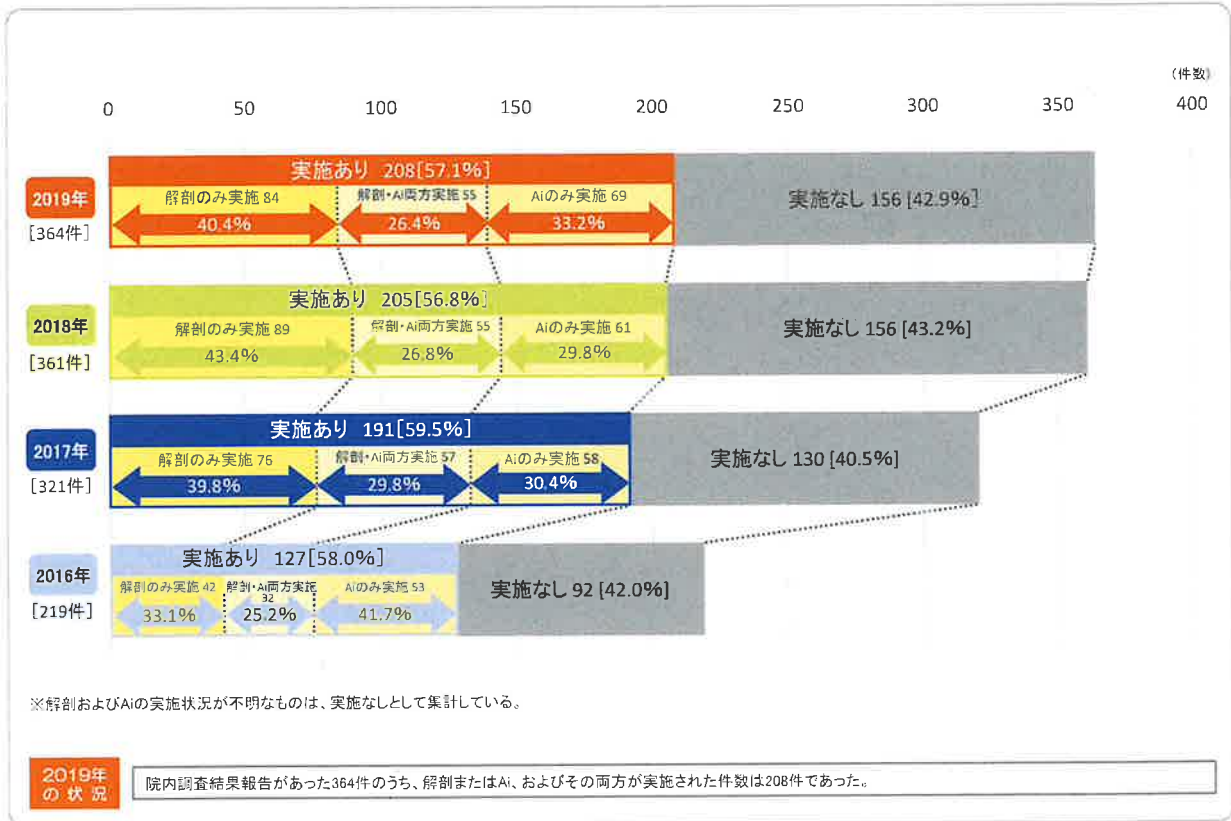 (件数)
0 50 100 150 200 250 300 350 400
実施あり 208[57.1%]
2019年
[364件]
解剖のみ実施 84
解剖・Ai両方実施 55
Aiのみ実施 69
40.4%
26.4%
33.2%
実施なし 156 [42.9%]
実施あり 205[56.8%]
2018年
[361件]
解剖のみ実施 89
解剖・Ai両方実施 55
Aiのみ実施 61
43.4%
26.8%
29.8%
実施なし 156 [43.2%]
実施あり 191[59.5%]
2017年
[321件]
解剖のみ実施 76
解剖・Ai両方実施 57
Aiのみ実施 58
39.8%
29.8%
30.4%
実施なし 130 [40.5%]
実施あり 127[58.0%]
2016年
[219件]
解剖のみ実施 42
解剖・Ai両方実施
32
Aiのみ実施 53
33.1%
25.2%
41.7%
実施なし 92 [42.0%]
※解剖およびAiの実施状況が不明なものは、実施なしとして集計している。
2019年
の状況
院内調査結果報告があった364件のうち、解剖またはAi、およびその両方が実施された件数は208件であった。